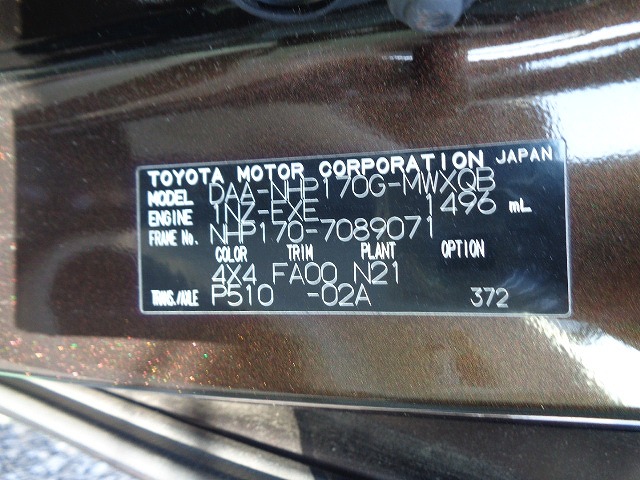 TOYOTA MOTOR CORPORATION JAPAN
MODEL DAA-NHP170G-MWXQB
ENGINE 1NZ-EXE 1496 mL
FRAME No. NHP170-7089071
COLOR TRIM PLANT OPTION
4X4 FA00 N21
TRANS./AXLE P510 -02A 372